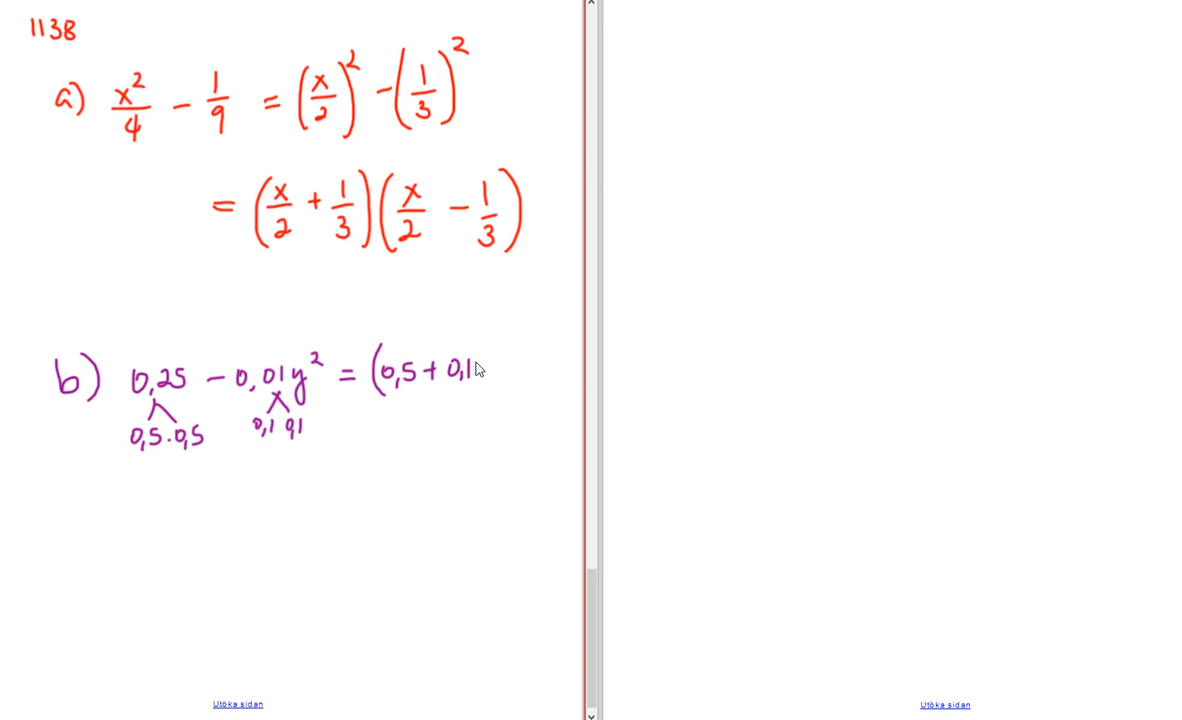 1138
a) x²/4 - 1/9 = (x/2)² - (1/3)²
= (x/2 + 1/3)(x/2 - 1/3)
b) 0,25 - 0,01y² = (0,5 + 0,1
0,5·0,5 0,1 0,1
Utöka sidan Utöka sidan